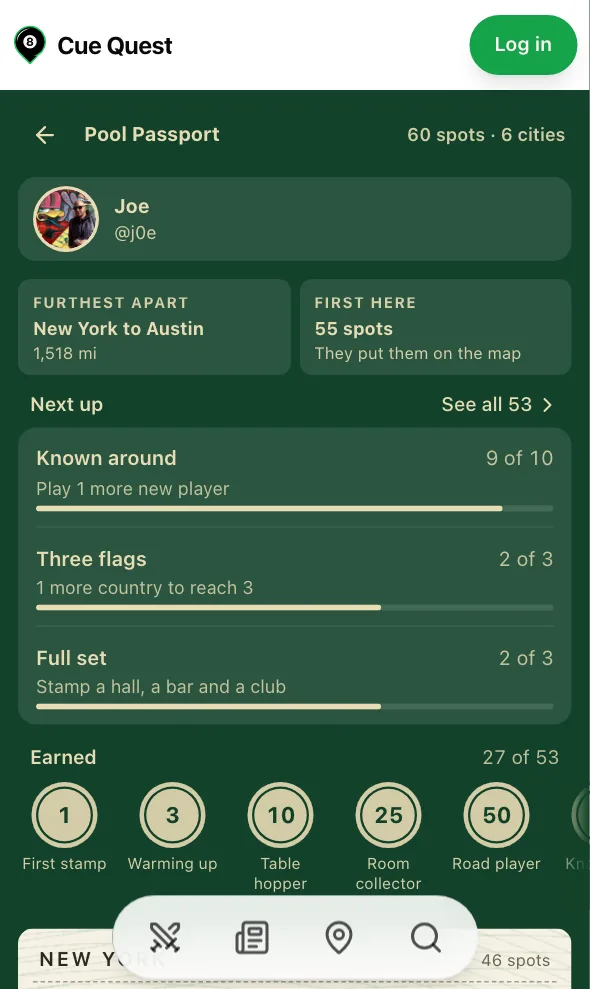 8
Cue Quest
Log in
Pool Passport
60 spots · 6 cities
Joe
@j0e
FURTHEST APART
New York to Austin
1,518 mi
FIRST HERE
55 spots
They put them on the map
Next up
See all 53
Known around
9 of 10
Play 1 more new player
Three flags
2 of 3
1 more country to reach 3
Full set
2 of 3
Stamp a hall, a bar and a club
Earned
27 of 53
1
3
10
25
50
First stamp
Warming up
Table
hopper
Room
collector
Road player
Kn
NEW YORK
46 spots